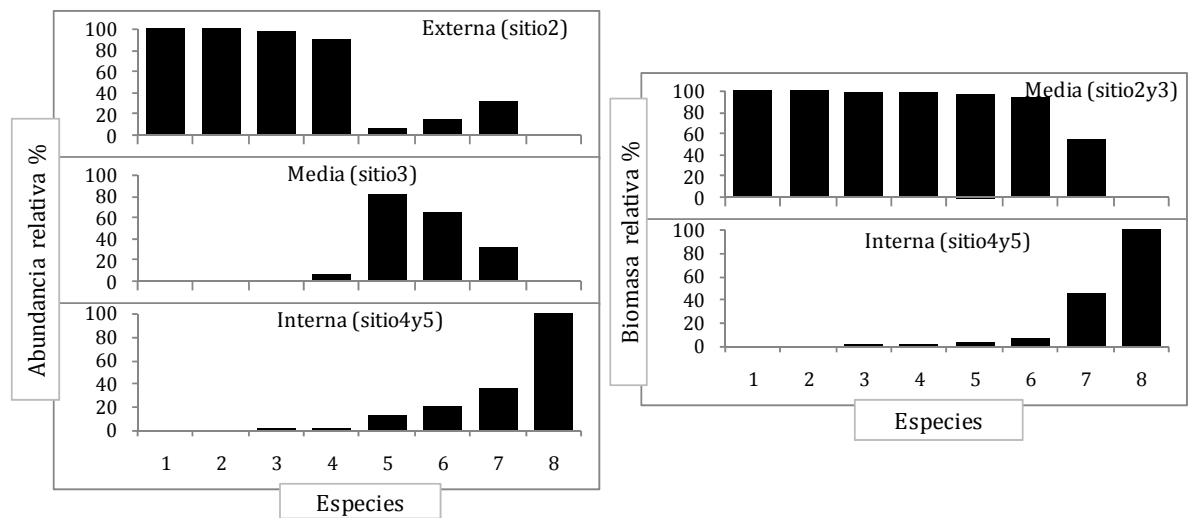 Abundancia relativa %
Externa (sitio2)
100
80
60
40
20
0
Media (sitio3)
100
80
60
40
20
0
Interna (sitio4y5)
100
80
60
40
20
0
1 2 3 4 5 6 7 8
Especies
Biomasa relativa %
Media (sitio2y3)
100
80
60
40
20
0
Interna (sitio4y5)
100
80
60
40
20
0
1 2 3 4 5 6 7 8
Especies